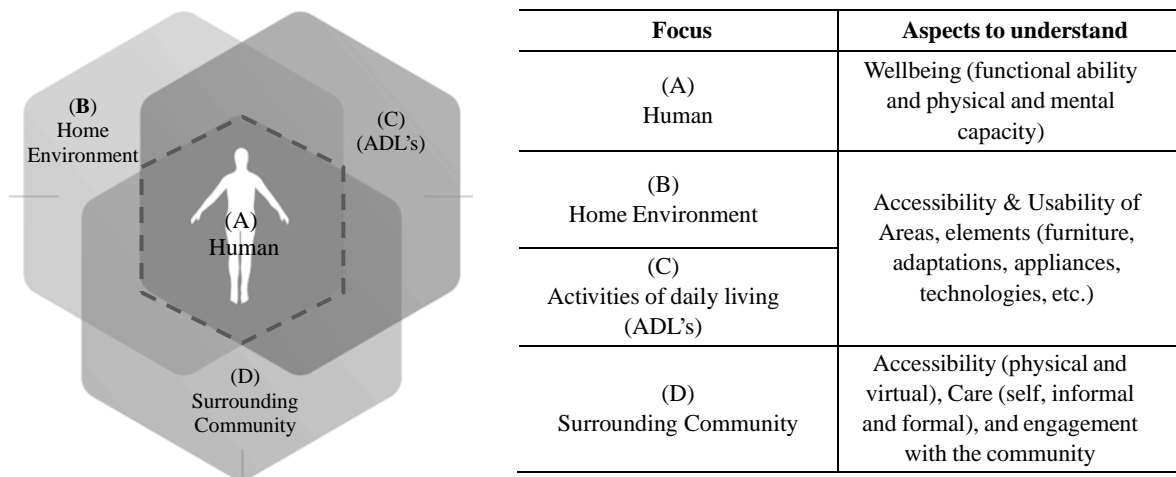 (B)
Home
Environment
(C)
(ADL's)
(A)
Human
(D)
Surrounding
Community
Focus
Aspects to understand
(A)
Human
Wellbeing (functional ability
and physical and mental
capacity)
(B)
Home Environment
(C)
Activities of daily living
(ADL's)
Accessibility & Usability of
Areas, elements (furniture,
adaptations, appliances,
technologies, etc.)
(D)
Surrounding Community
Accessibility (physical and
virtual), Care (self, informal
and formal), and engagement
with the community